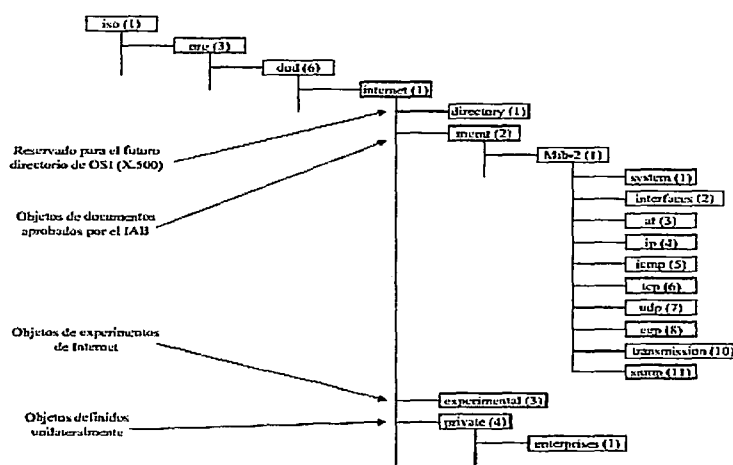 iso (1)
org (3)
dod (6)
internet (1)
directory (1)
mgmt (2)
Mib-2 (1)
system (1)
interfaces (2)
at (3)
ip (4)
icmp (5)
tcp (6)
udp (7)
egp (8)
transmission (10)
snmp (11)
Reservado para el futuro
directorio de OSI (X.500)
Objetos de documentos
aprobados por el IAB
Objetos de experimentos
de Internet
experimental (3)
Objetos definidos
unilateralmente
private (4)
enterprises (1)